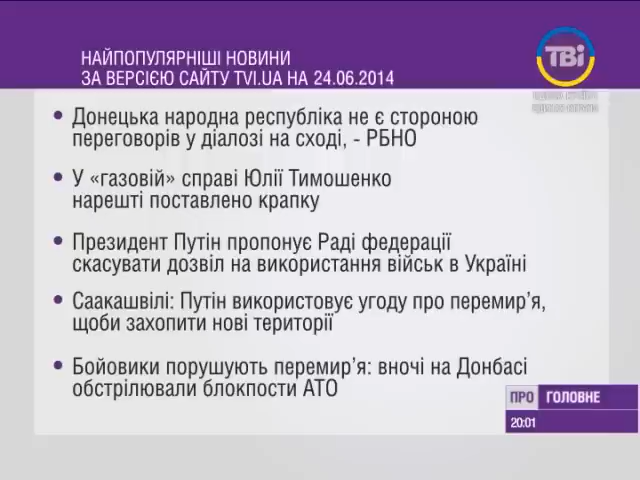 НАЙПОПУЛЯРНІШІ НОВИНИ
ЗА ВЕРСІЄЮ САЙТУ TVI.UA НА 24.06.2014
ТВі
Донецька народна республіка не є стороною
переговорів у діалозі на сході, - РБНО
У «газовій» справі Юлії Тимошенко
нарешті поставлено крапку
Президент Путін пропонує Раді федерації
скасувати дозвіл на використання військ в Україні
Саакашвілі: Путін використовує угоду про перемир’я,
щоби захопити нові території
Бойовики порушують перемир’я: вночі на Донбасі
обстрілювали блокпости АТО
ПРО ГОЛОВНЕ
20:01